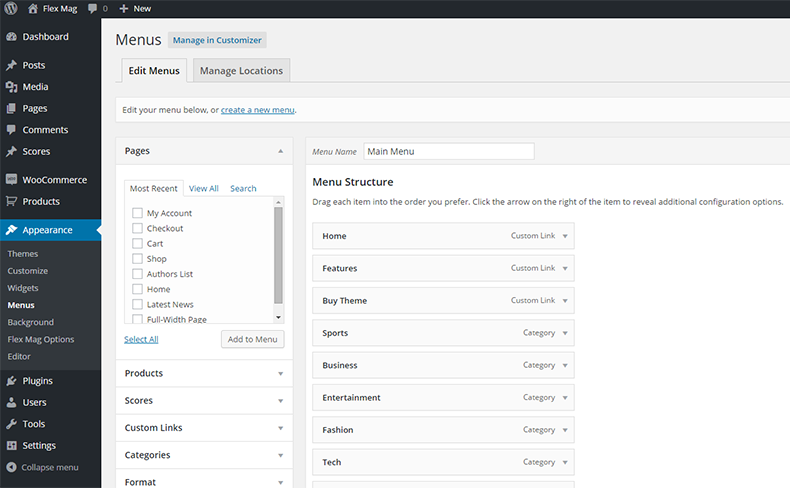 Flex Mag 0 + New
Dashboard
Posts
Media
Pages
Comments
Scores
WooCommerce
Products
Appearance
Themes
Customize
Widgets
Menus
Background
Flex Mag Options
Editor
Plugins
Users
Tools
Settings
Collapse menu
Menus Manage in Customizer
Edit Menus Manage Locations
Edit your menu below, or create a new menu.
Pages
Most Recent View All Search
My Account
Checkout
Cart
Shop
Authors List
Home
Latest News
Full-Width Page
Select All Add to Menu
Products
Scores
Custom Links
Categories
Format
Menu Name Main Menu
Menu Structure
Drag each item into the order you prefer. Click the arrow on the right of the item to reveal additional configuration options.
Home Custom Link
Features Custom Link
Buy Theme Custom Link
Sports Category
Business Category
Entertainment Category
Fashion Category
Tech Category